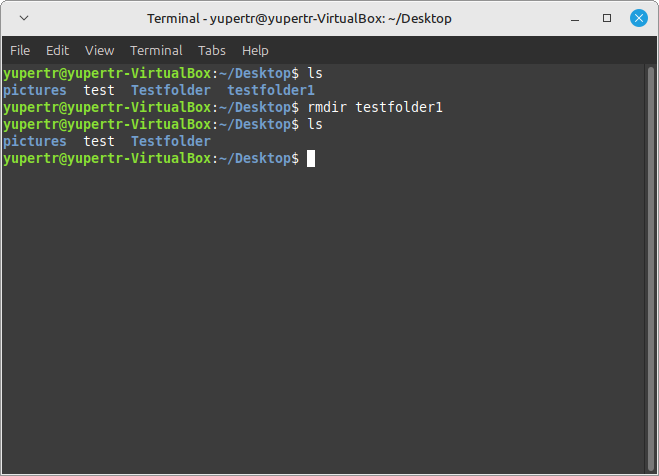 Terminal - yupertr@yupertr-VirtualBox: ~/Desktop
File Edit View Terminal Tabs Help
yupertr@yupertr-VirtualBox:~/Desktop$ ls
pictures  test  Testfolder  testfolder1
yupertr@yupertr-VirtualBox:~/Desktop$ rmdir testfolder1
yupertr@yupertr-VirtualBox:~/Desktop$ ls
pictures  test  Testfolder
yupertr@yupertr-VirtualBox:~/Desktop$